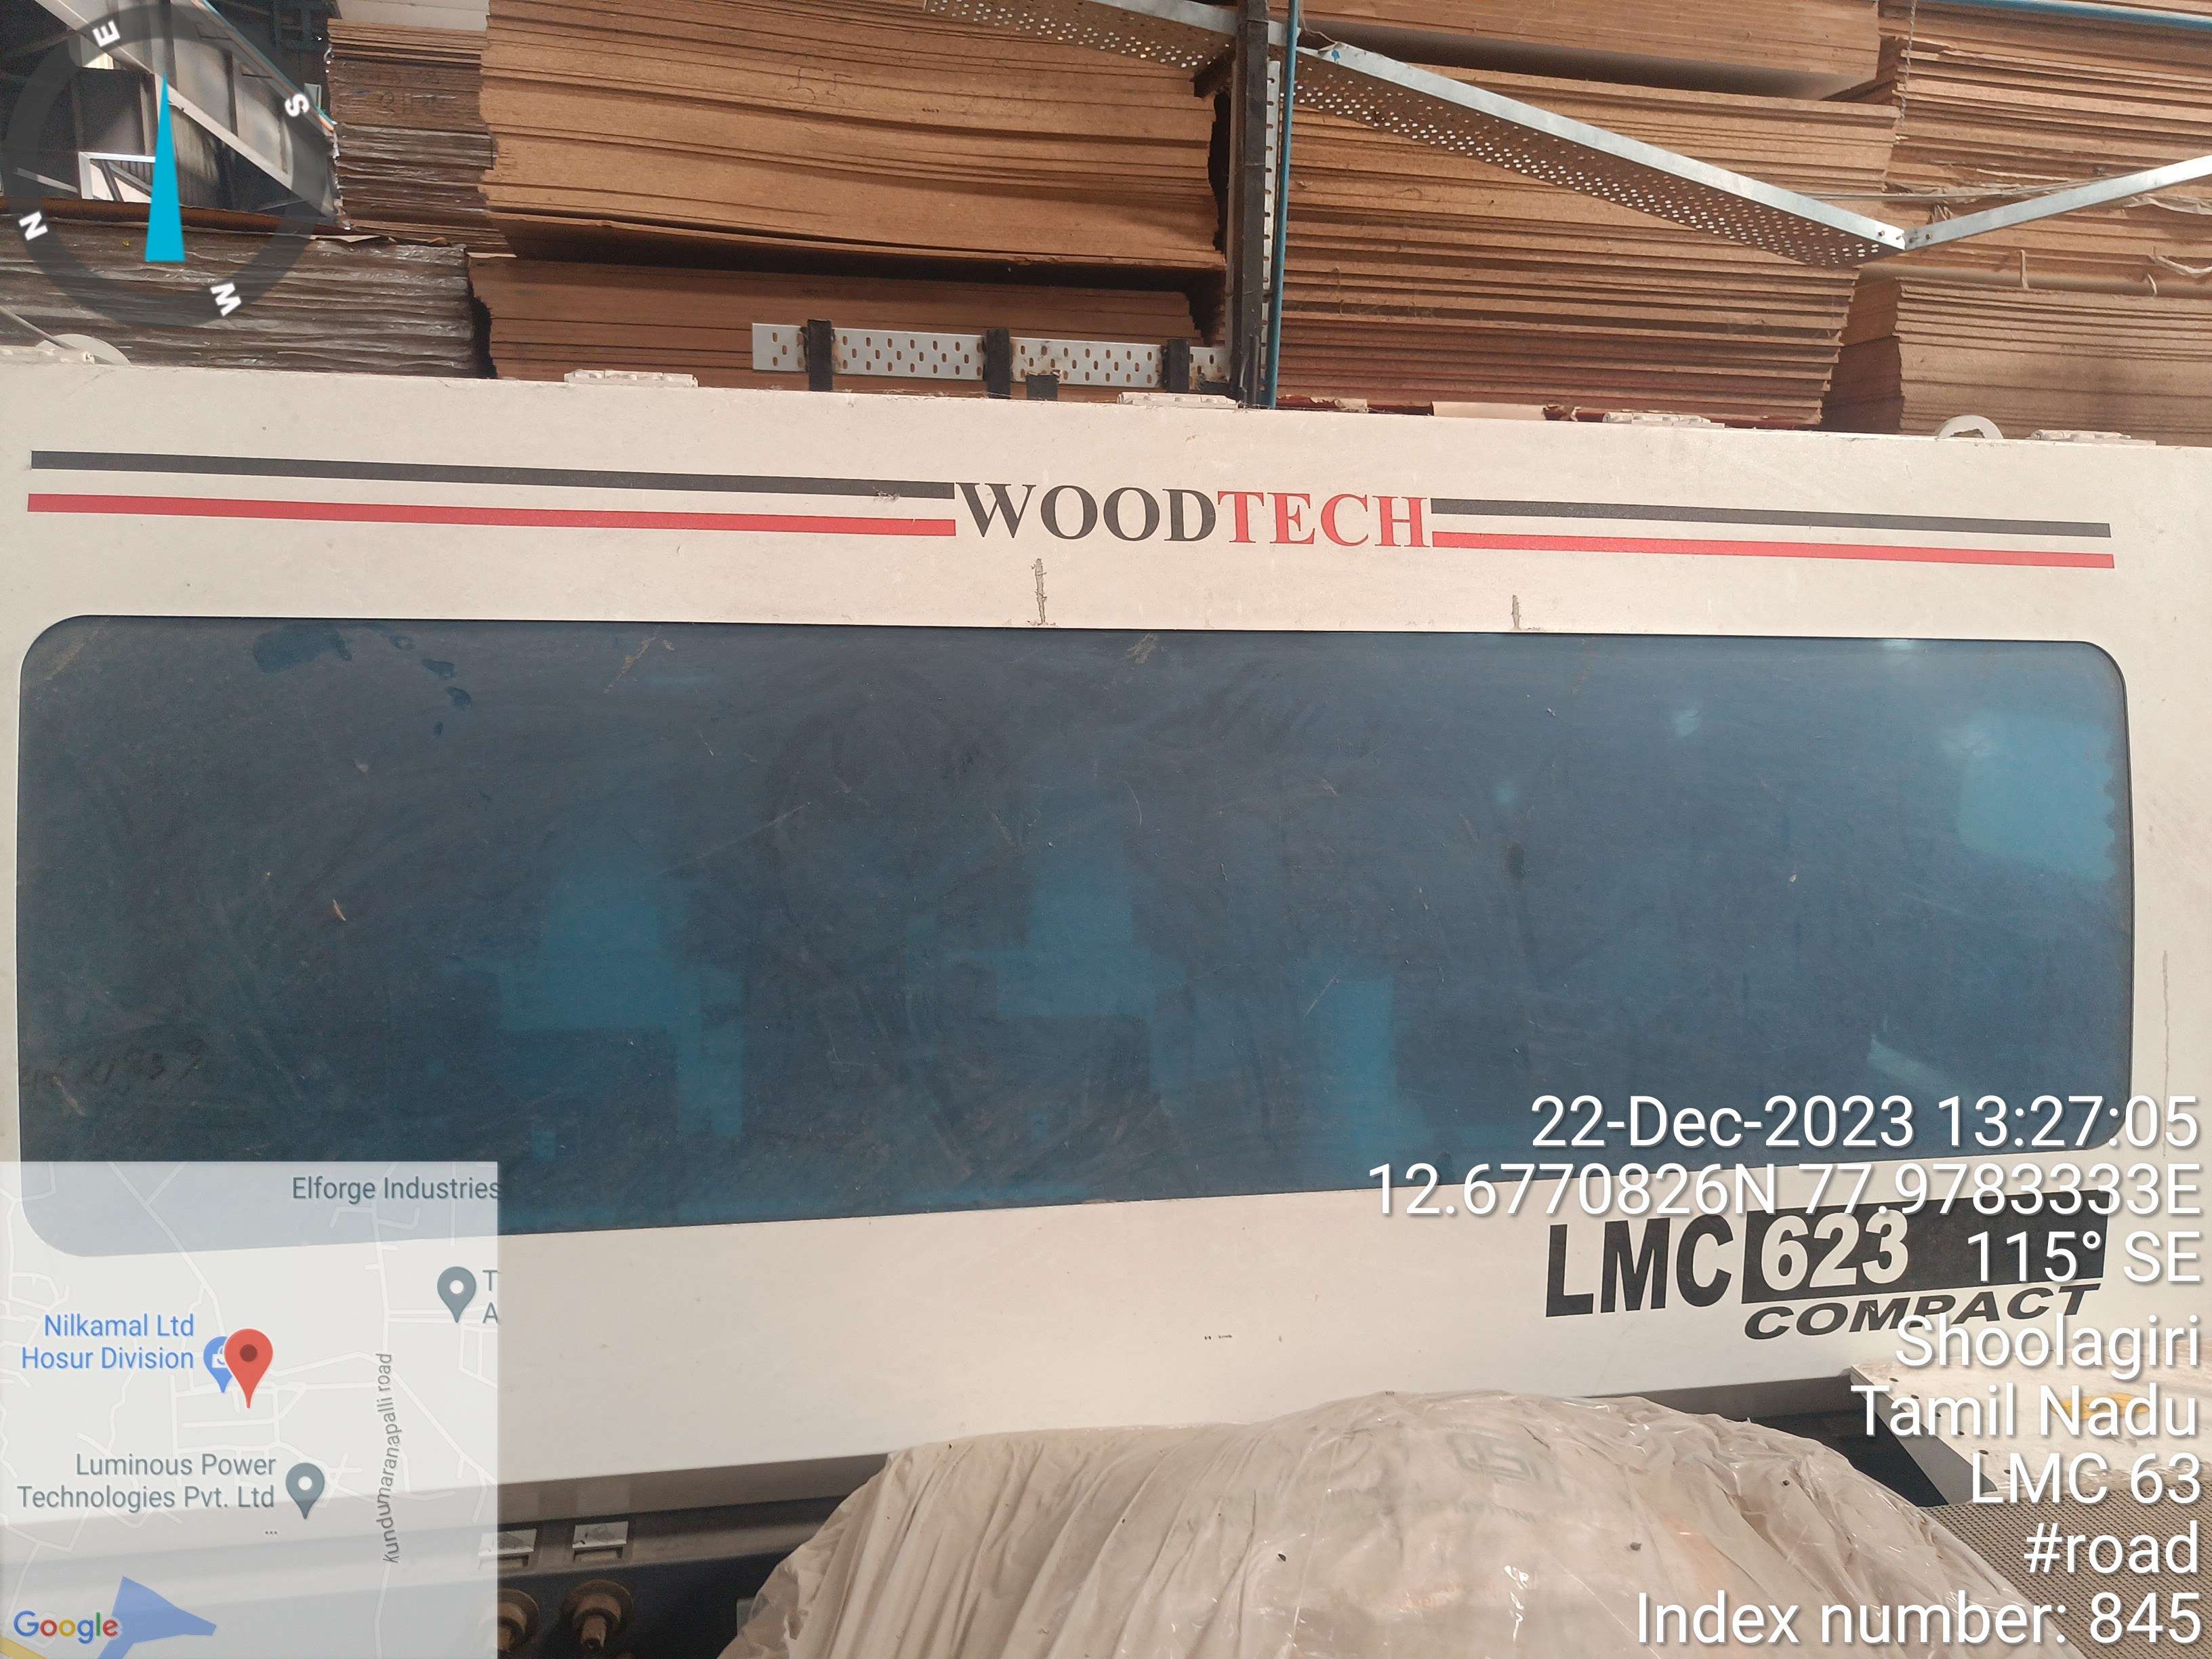 E
S
N
W
55
WOODTECH
22-Dec-2023 13:27:05
12.6770826N 77.9783333E
115° SE
LMC 623
COMPACT
Shoolagiri
Tamil Nadu
LMC 63
#road
Index number: 845
Elforge Industries
T
A
Nilkamal Ltd
Hosur Division
Kundumaranapalli road
Luminous Power
Technologies Pvt. Ltd
...
Google